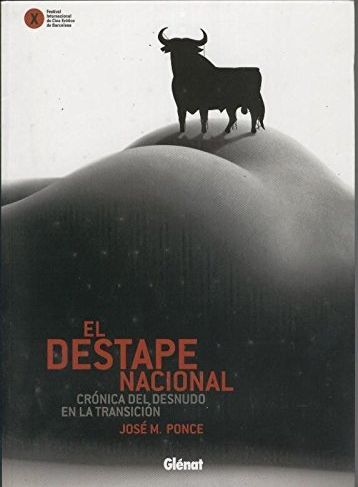 X
Festival
Internacional
de Cine Erótico
de Barcelona
EL
DESTAPE
NACIONAL
CRÓNICA DEL DESNUDO
EN LA TRANSICIÓN
JOSÉ M. PONCE
Glénat